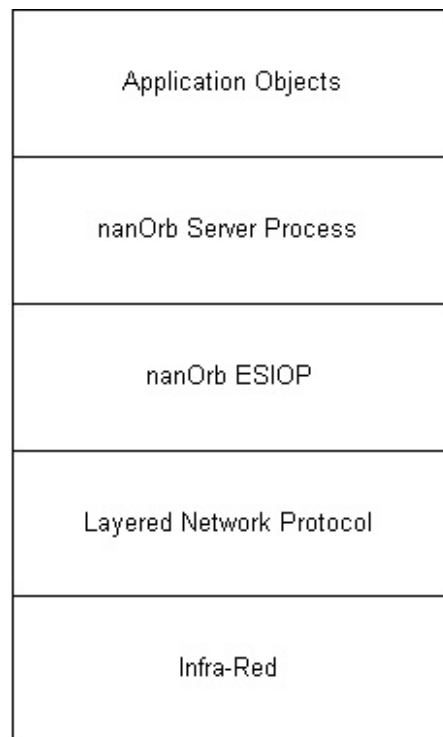 Application Objects
nanOrb Server Process
nanOrb ESIOP
Layered Network Protocol
Infra-Red